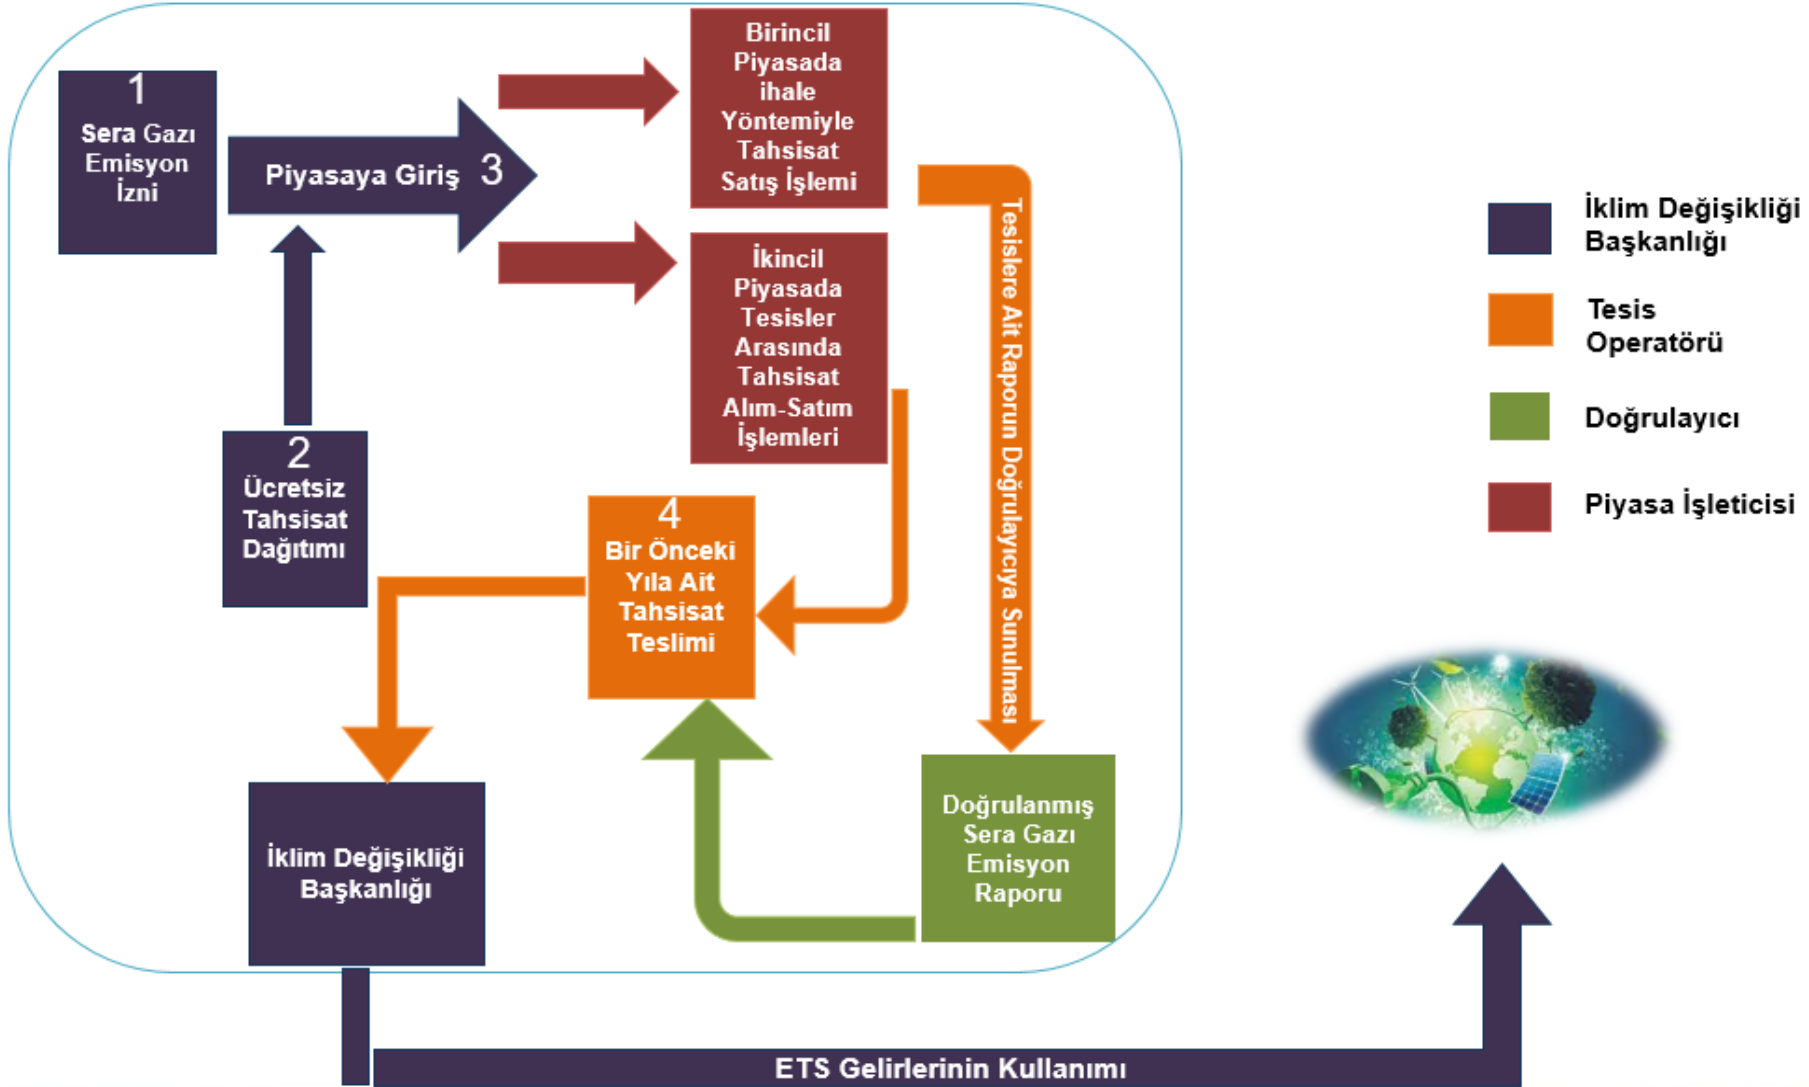 1
Sera Gazı
Emisyon
İzni
Piyasaya Giriş 3
Birincil
Piyasada
ihale
Yöntemiyle
Tahsisat
Satış İşlemi
İkincil
Piyasada
Tesisler
Arasında
Tahsisat
Alım-Satım
İşlemleri
2
Ücretsiz
Tahsisat
Dağıtımı
4
Bir Önceki
Yıla Ait
Tahsisat
Teslimi
Tesislere Ait Raporun Doğrulayıcıya Sunulması
Doğrulanmış
Sera Gazı
Emisyon
Raporu
İklim Değişikliği
Başkanlığı
ETS Gelirlerinin Kullanımı
İklim Değişikliği
Başkanlığı
Tesis
Operatörü
Doğrulayıcı
Piyasa İşleticisi